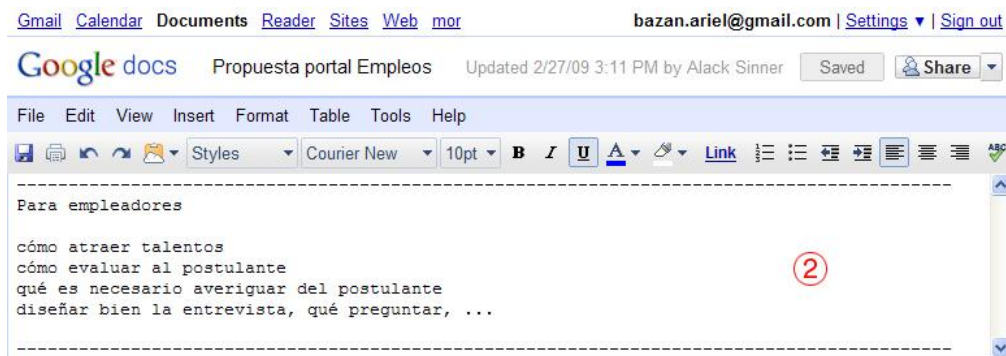 Gmail Calendar Documents Reader Sites Web mor bazan.ariel@gmail.com | Settings ▼ | Sign out
Google docs Propuesta portal Empleos Updated 2/27/09 3:11 PM by Alack Sinner Saved Share
File Edit View Insert Format Table Tools Help
Styles Courier New 10pt B I U A Link ABC
--------------------------------------------------------------------------------------------
Para empleadores
cómo atraer talentos
cómo evaluar al postulante
②
qué es necesario averiguar del postulante
diseñar bien la entrevista, qué preguntar, ...
--------------------------------------------------------------------------------------------